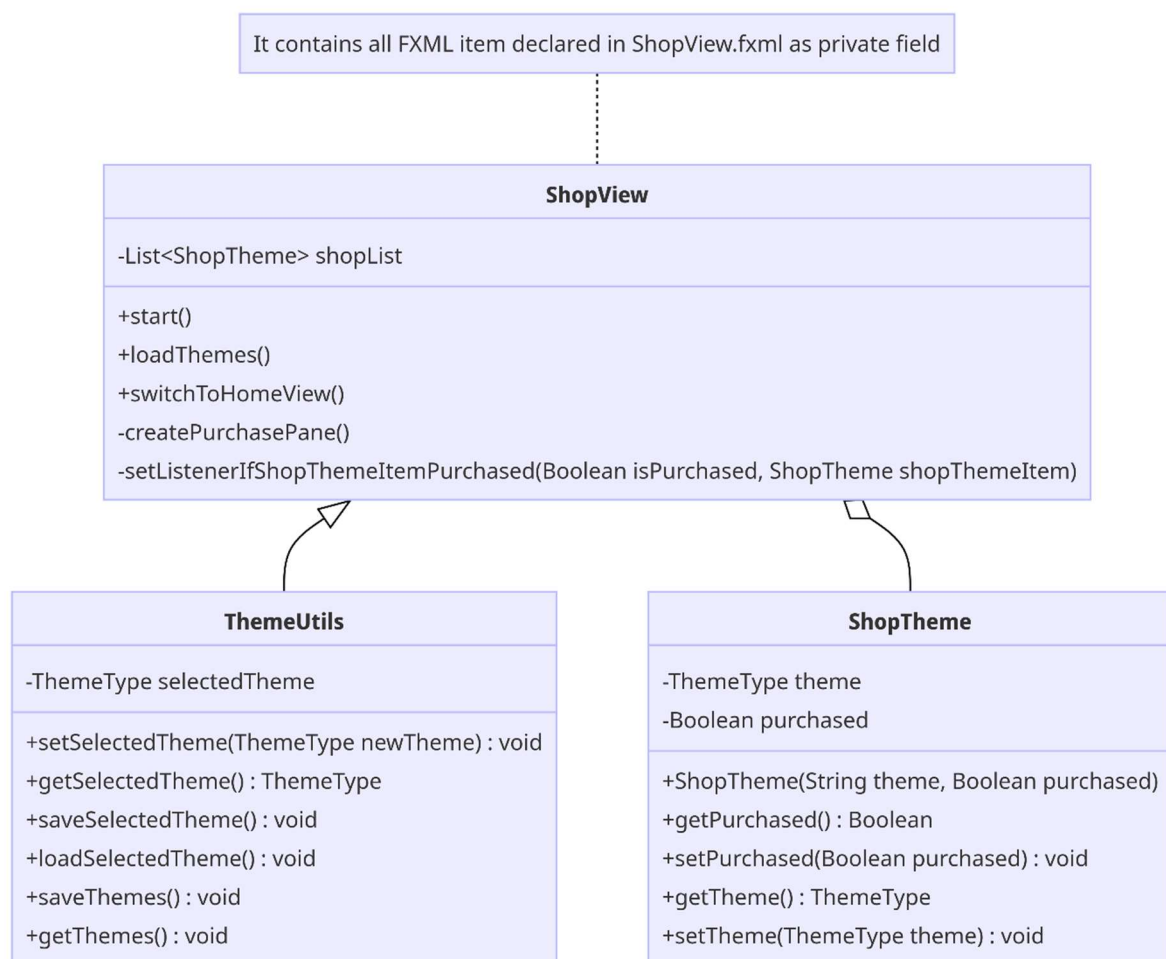 It contains all FXML item declared in ShopView.fxml as private field
ShopView
-List<ShopTheme> shopList
+start()
+loadThemes()
+switchToHomeView()
-createPurchasePane()
-setListenerIfShopThemeItemPurchased(Boolean isPurchased, ShopTheme shopThemeItem)
ThemeUtils
-ThemeType selectedTheme
+setSelectedTheme(ThemeType newTheme) : void
+getSelectedTheme() : ThemeType
+saveSelectedTheme() : void
+loadSelectedTheme() : void
+saveThemes() : void
+getThemes() : void
ShopTheme
-ThemeType theme
-Boolean purchased
+ShopTheme(String theme, Boolean purchased)
+getPurchased() : Boolean
+setPurchased(Boolean purchased) : void
+getTheme() : ThemeType
+setTheme(ThemeType theme) : void